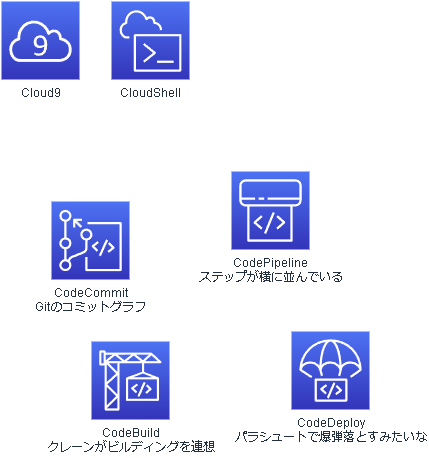 9
Cloud9
CloudShell
CodePipeline
ステップが横に並んでいる
CodeCommit
Gitのコミットグラフ
CodeDeploy
パラシュートで爆弾落とすみたいな
CodeBuild
クレーンがビルディングを連想